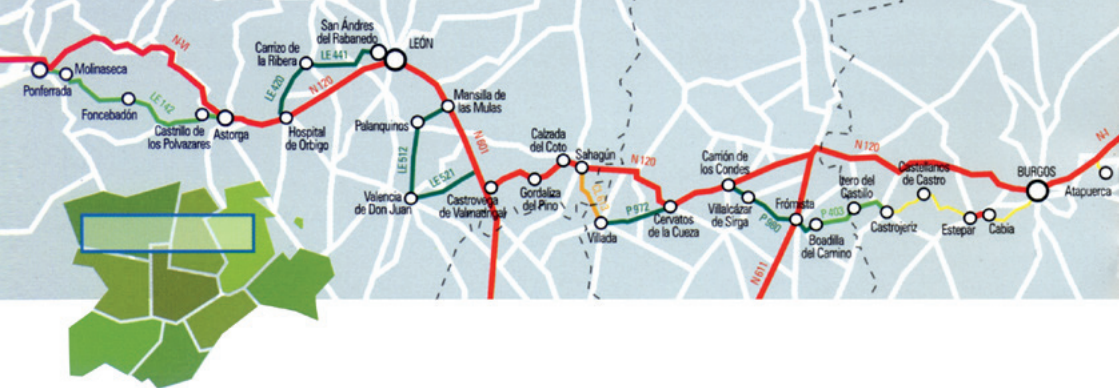 N-VI
Molinaseca
Ponferrada
Foncebadón
LE 142
Castrillo de
los Polvazares
Astorga
Carrizo de
la Ribera
LE 441
San Ándres
del Rabanedo
LEÓN
LE 420
N 120
Hospital
de Orbigo
Mansilla de
las Mulas
Palanquinos
LE 512
N 601
LE 521
Valencia
de Don Juan
Castrovega
de Valmadrigal
Gordaliza
del Pino
Calzada
del Coto
Sahagún
N 120
Villada
P 972
Cervatos
de la Cueza
Carrión de
los Condes
Villalcázar
de Sirga
P 980
Frómista
N 611
Boadilla
del Camino
P 403
Itero del
Castillo
Castrojeriz
N 120
Castellanos
de Castro
Estepar
Cabia
BURGOS
N-I
Atapuerca